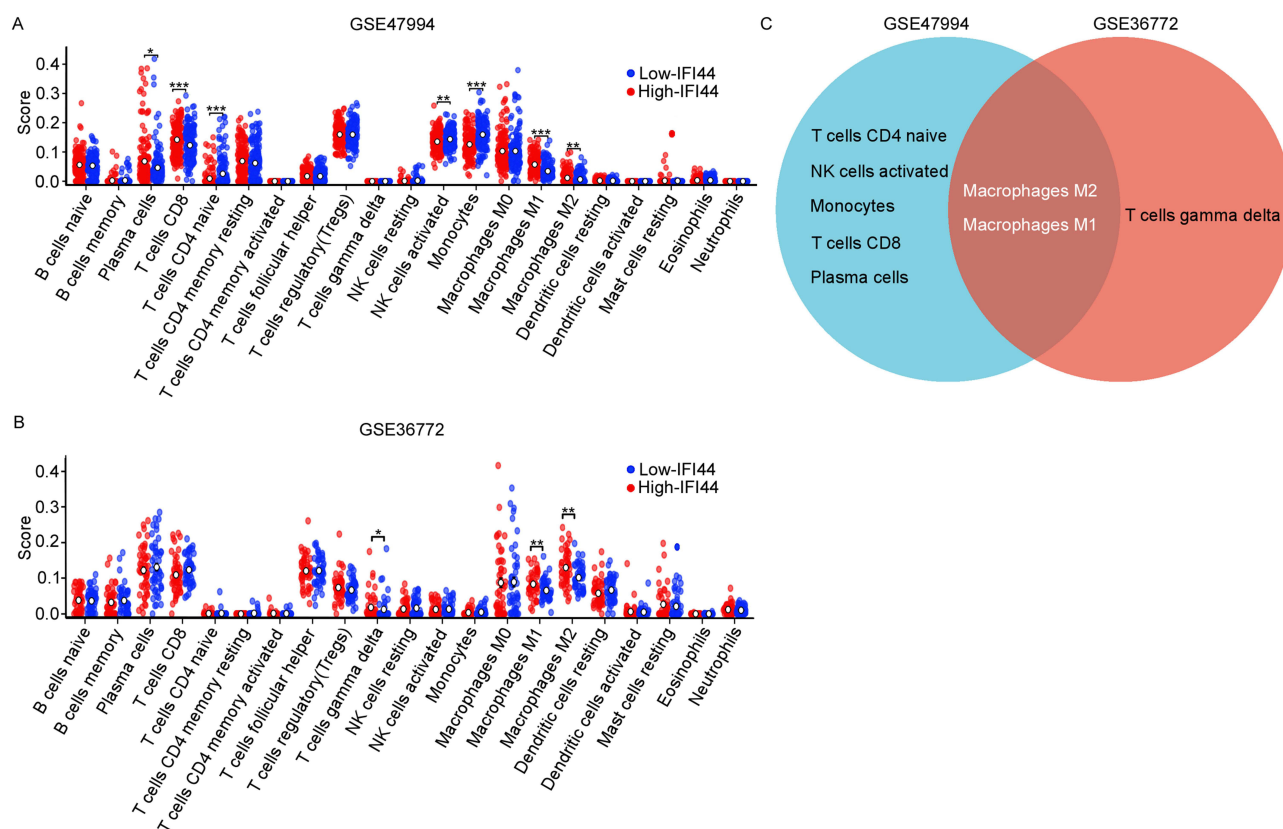 A
GSE47994
Score
0.4
0.3
0.2
0.1
0.0
*
***
***
**
***
***
**
Low-IFI44
High-IFI44
B cells naive
B cells memory
Plasma cells
T cells CD8
T cells CD4 naive
T cells CD4 memory resting
T cells CD4 memory activated
T cells follicular helper
T cells regulatory(Tregs)
T cells gamma delta
NK cells resting
NK cells activated
Monocytes
Macrophages M0
Macrophages M1
Macrophages M2
Dendritic cells resting
Dendritic cells activated
Mast cells resting
Eosinophils
Neutrophils
B
GSE36772
Score
0.4
0.3
0.2
0.1
0.0
*
**
**
Low-IFI44
High-IFI44
B cells naive
B cells memory
Plasma cells
T cells CD8
T cells CD4 naive
T cells CD4 memory resting
T cells CD4 memory activated
T cells follicular helper
T cells regulatory(Tregs)
T cells gamma delta
NK cells resting
NK cells activated
Monocytes
Macrophages M0
Macrophages M1
Macrophages M2
Dendritic cells resting
Dendritic cells activated
Mast cells resting
Eosinophils
Neutrophils
C
GSE47994
GSE36772
T cells CD4 naive
NK cells activated
Monocytes
T cells CD8
Plasma cells
Macrophages M2
Macrophages M1
T cells gamma delta